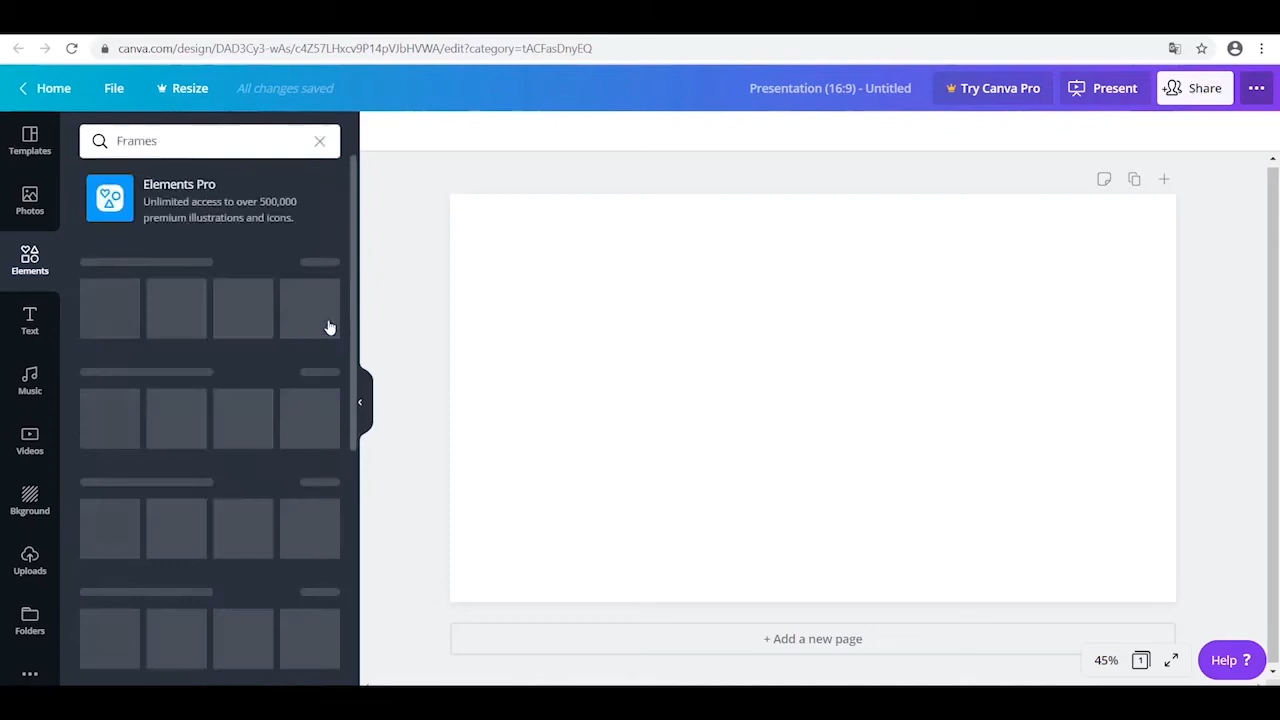 canva.com/design/DAD3Cy3-wAs/c4Z57LHxcv9P14pVJbHVWA/edit?category=tACFasDnyEQ
Home
File
Resize
All changes saved
Presentation (16:9) - Untitled
Try Canva Pro
Present
Share
Templates
Photos
Elements
Text
Music
Videos
Bkground
Uploads
Folders
Frames
Elements Pro
Unlimited access to over 500,000
premium illustrations and icons.
+ Add a new page
45%
1
Help ?